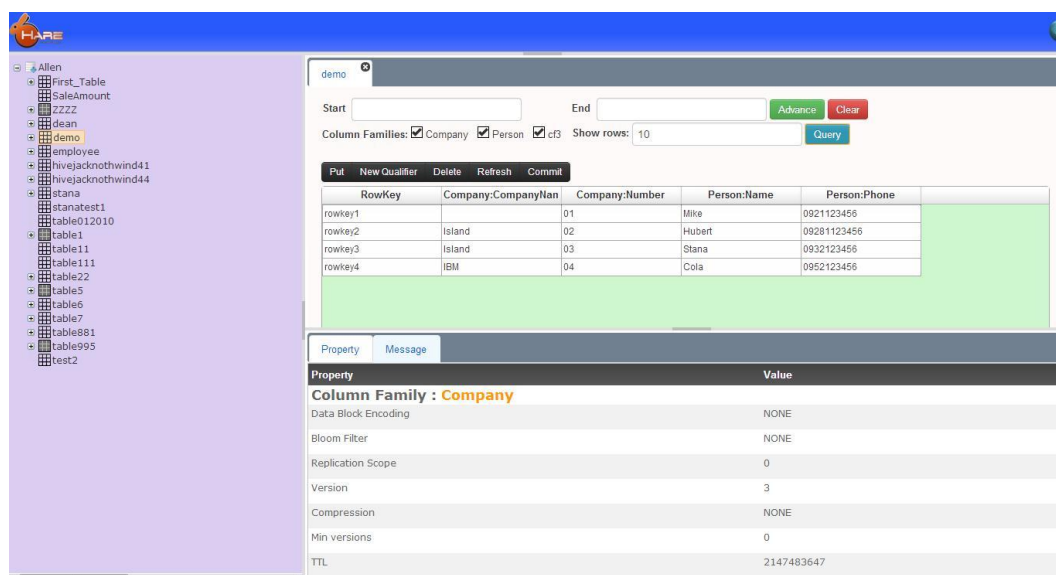 HARE
Allen
First_Table
SaleAmount
ZZZZ
dean
demo
employee
hivejacknothwind41
hivejacknothwind44
stana
stanatest1
table012010
table1
table11
table111
table22
table5
table6
table7
table881
table995
test2
demo
Start End Advance Clear
Column Families: Company Person cf3 Show rows: 10 Query
Put New Qualifier Delete Refresh Commit
RowKey Company:CompanyNan Company:Number Person:Name Person:Phone
rowkey1 01 Mike 0921123456
rowkey2 Island 02 Hubert 09281123456
rowkey3 Island 03 Stana 0932123456
rowkey4 IBM 04 Cola 0952123456
Property Message
Property Value
Column Family : Company
Data Block Encoding NONE
Bloom Filter NONE
Replication Scope 0
Version 3
Compression NONE
Min versions 0
TTL 2147483647